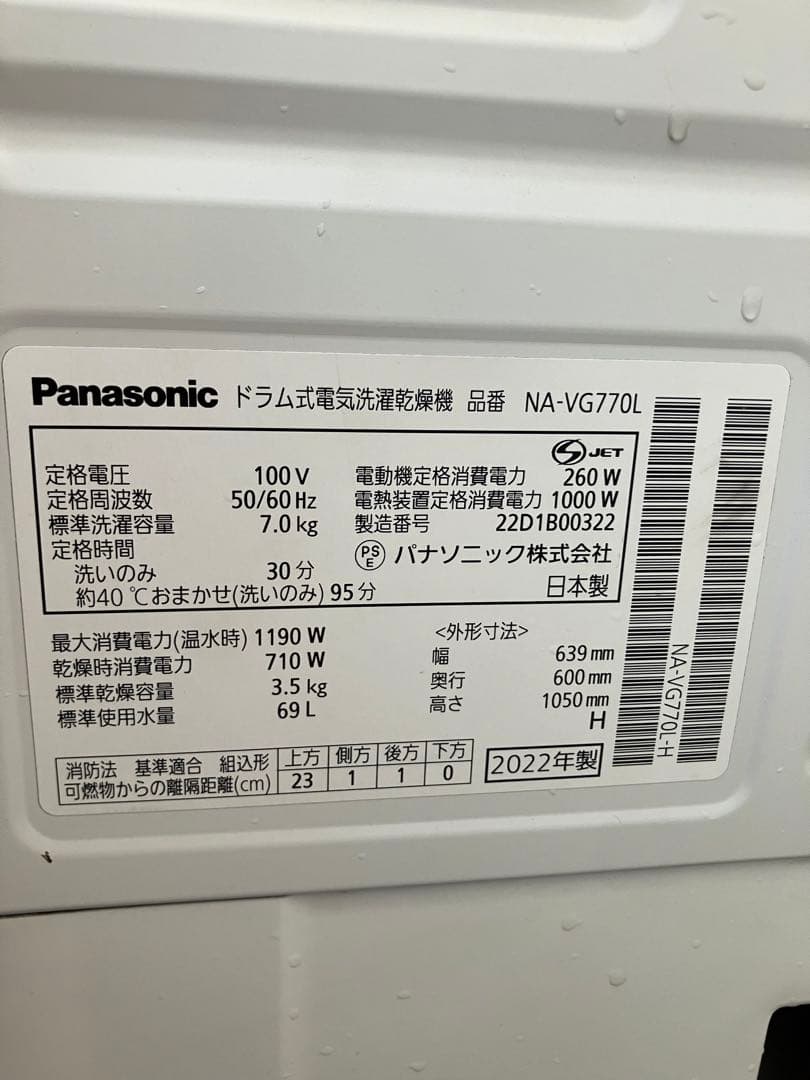 Panasonic ドラム式電気洗濯乾燥機 品番 NA-VG770L
JET
定格電圧 100 V 電動機定格消費電力 260 W
定格周波数 50/60 Hz 電熱装置定格消費電力 1000 W
標準洗濯容量 7.0 kg 製造番号 22D1B00322
定格時間 PSE パナソニック株式会社
洗いのみ 30 分
約40 ℃おまかせ(洗いのみ) 95 分 日本製
最大消費電力(温水時) 1190 W <外形寸法>
乾燥時消費電力 710 W 幅 639 mm
標準乾燥容量 3.5 kg 奥行 600 mm
標準使用水量 69 L 高さ 1050 mm
H
消防法 基準適合 組込形 上方 側方 後方 下方
可燃物からの離隔距離(cm) 23 1 1 0
2022年製
NA-VG770L-H